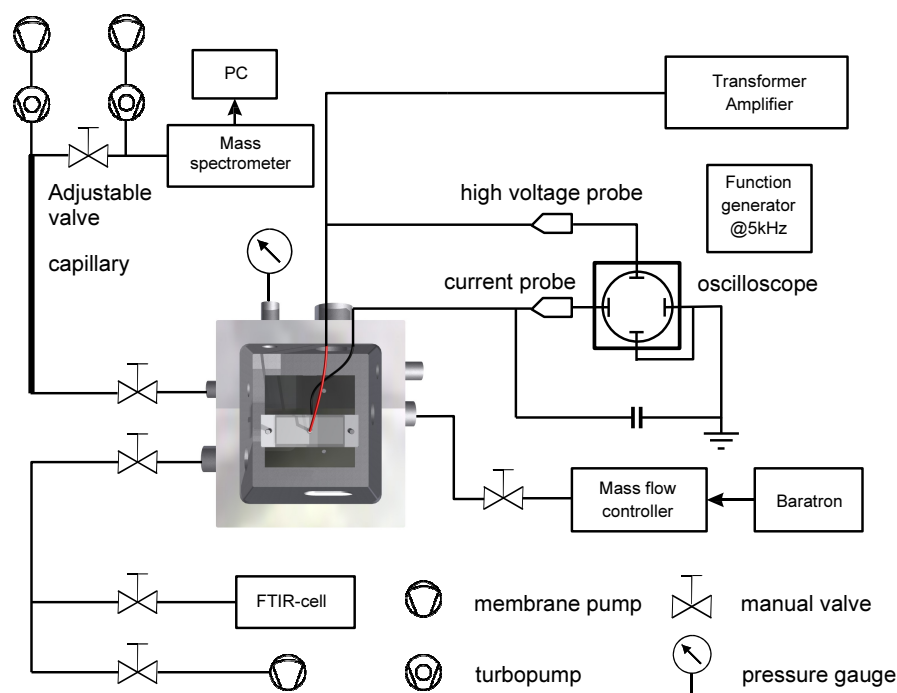 PC
Transformer
Amplifier
Mass
spectrometer
Adjustable
valve
high voltage probe
Function
generator
@5kHz
capillary
current probe
oscilloscope
Mass flow
controller
Baratron
FTIR-cell
membrane pump
manual valve
turbopump
pressure gauge